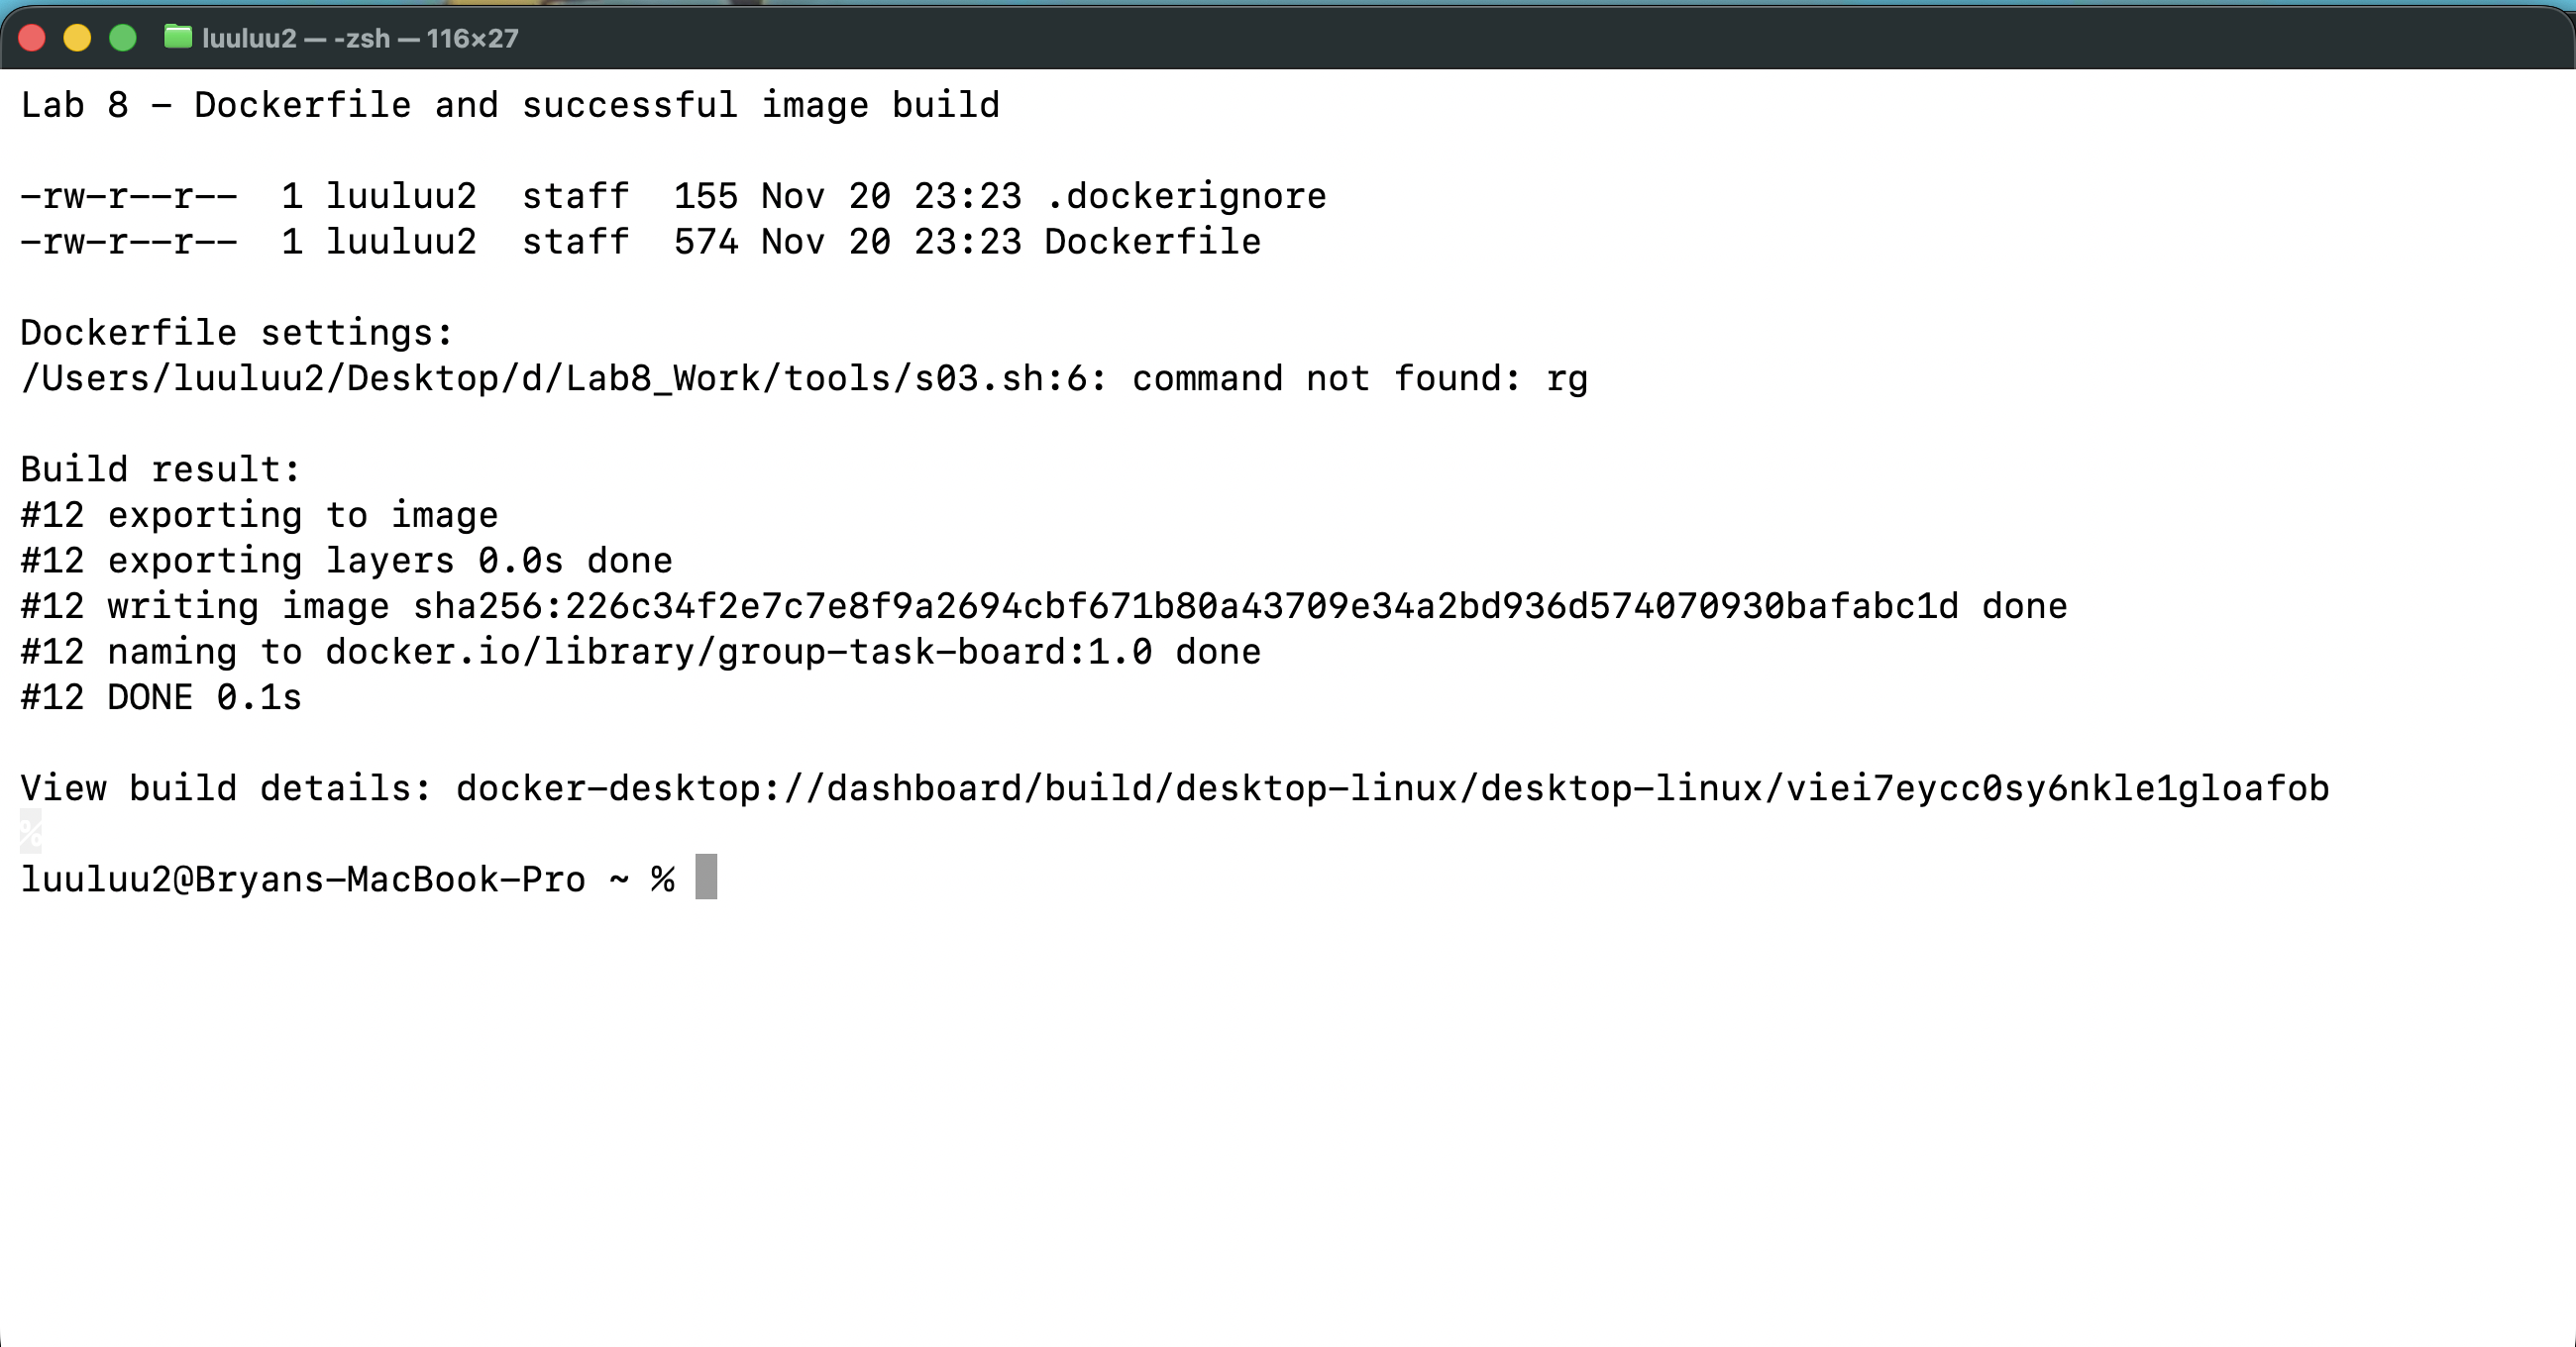 luuluu2 — -zsh — 116×27
Lab 8 – Dockerfile and successful image build
-rw-r--r--  1 luuluu2  staff  155 Nov 20 23:23 .dockerignore
-rw-r--r--  1 luuluu2  staff  574 Nov 20 23:23 Dockerfile
Dockerfile settings:
/Users/luuluu2/Desktop/d/Lab8_Work/tools/s03.sh:6: command not found: rg
Build result:
#12 exporting to image
#12 exporting layers 0.0s done
#12 writing image sha256:226c34f2e7c7e8f9a2694cbf671b80a43709e34a2bd936d574070930bafabc1d done
#12 naming to docker.io/library/group-task-board:1.0 done
#12 DONE 0.1s
View build details: docker-desktop://dashboard/build/desktop-linux/desktop-linux/viei7eycc0sy6nkle1gloafob
%
luuluu2@Bryans-MacBook-Pro ~ %